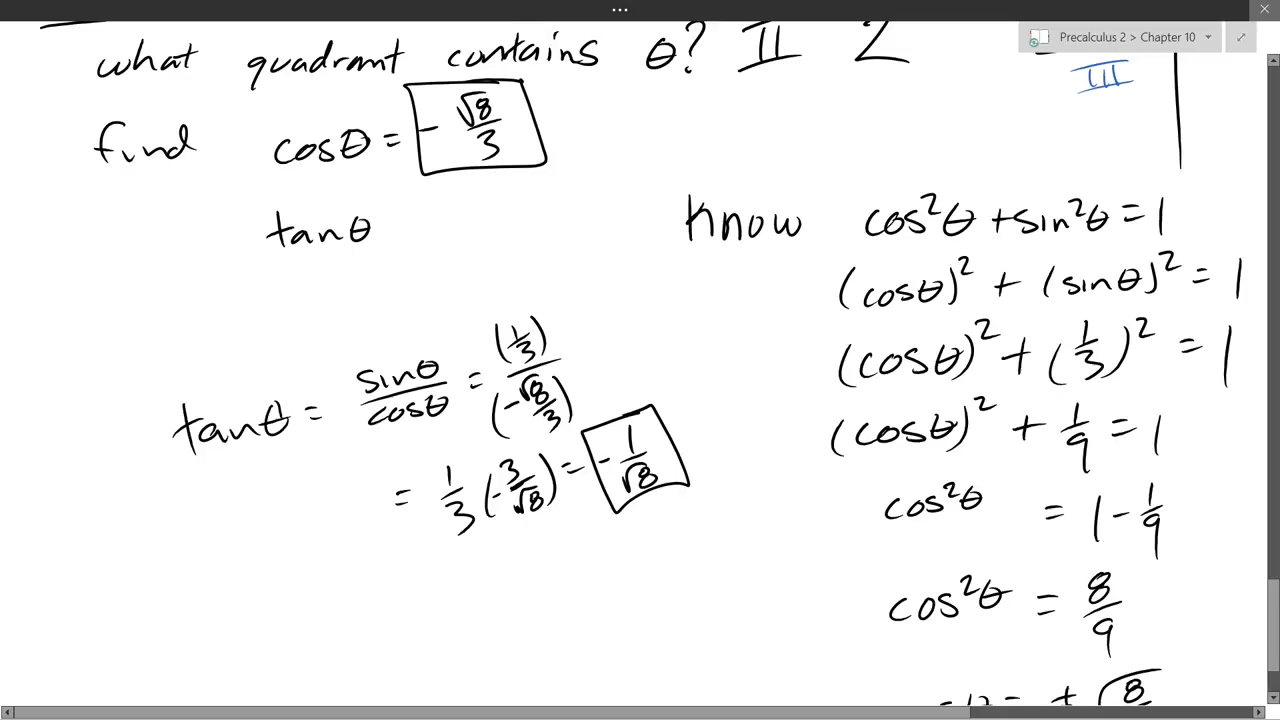 ...
Precalculus 2 > Chapter 10
what quadrant contains θ? II 2
III
find cosθ = -√8/3
tanθ
Know cos²θ + sin²θ = 1
(cosθ)² + (sinθ)² = 1
(cosθ)² + (1/3)² = 1
(cosθ)² + 1/9 = 1
cos²θ = 1 - 1/9
cos²θ = 8/9
± √8
tanθ = sinθ/cosθ = (1/3)/(-√8/3)
= 1/3 (-3/√8) = -1/√8